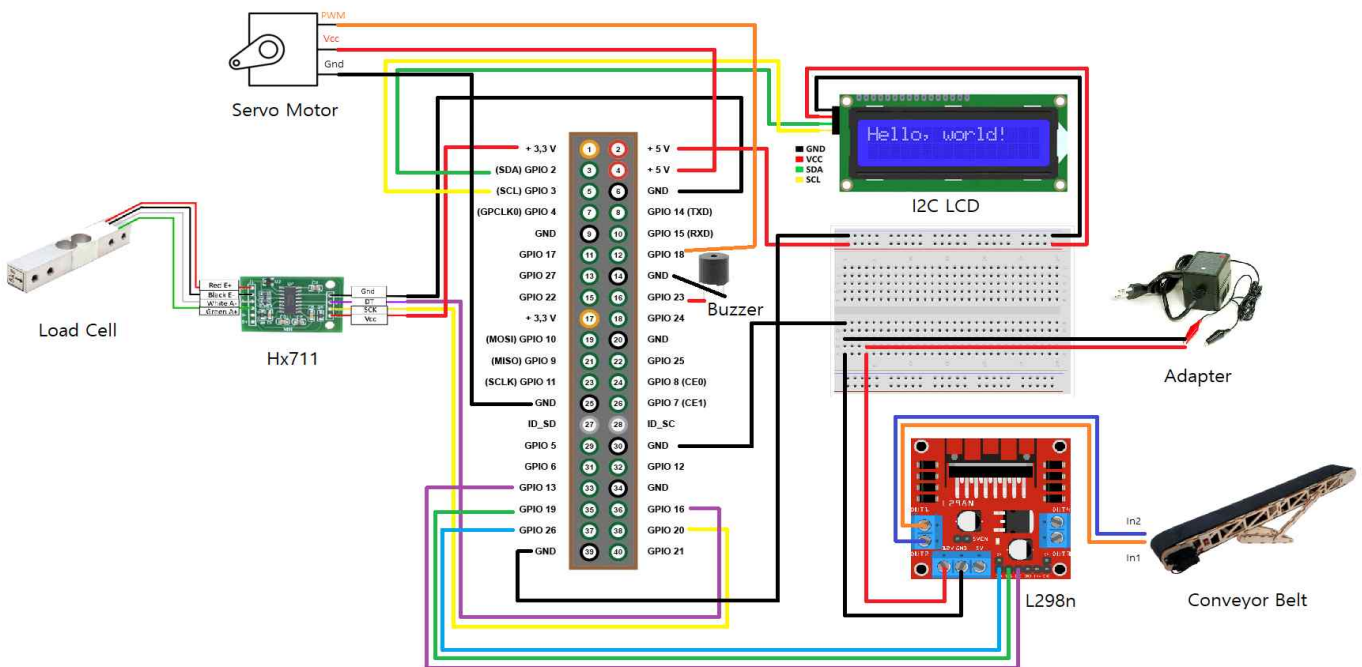 PWM
Vcc
Gnd
Servo Motor
Hello, world!
GND
VCC
SDA
SCL
I2C LCD
+ 3,3 V
1
2
+ 5 V
(SDA) GPIO 2
3
4
+ 5 V
(SCL) GPIO 3
5
6
GND
(GPCLK0) GPIO 4
7
8
GPIO 14 (TXD)
GND
9
10
GPIO 15 (RXD)
GPIO 17
11
12
GPIO 18
GPIO 27
13
14
GND
GPIO 22
15
16
GPIO 23
+ 3,3 V
17
18
GPIO 24
(MOSI) GPIO 10
19
20
GND
(MISO) GPIO 9
21
22
GPIO 25
(SCLK) GPIO 11
23
24
GPIO 8 (CE0)
GND
25
26
GPIO 7 (CE1)
ID_SD
27
28
ID_SC
GPIO 5
29
30
GND
GPIO 6
31
32
GPIO 12
GPIO 13
33
34
GND
GPIO 19
35
36
GPIO 16
GPIO 26
37
38
GPIO 20
GND
39
40
GPIO 21
Buzzer
Red E+
Black E-
White A-
Green A+
Gnd
DT
SCK
Vcc
Load Cell
Hx711
Adapter
L298N
OUT1
OUT2
OUT4
OUT3
GND
5V
L298n
In2
In1
Conveyor Belt